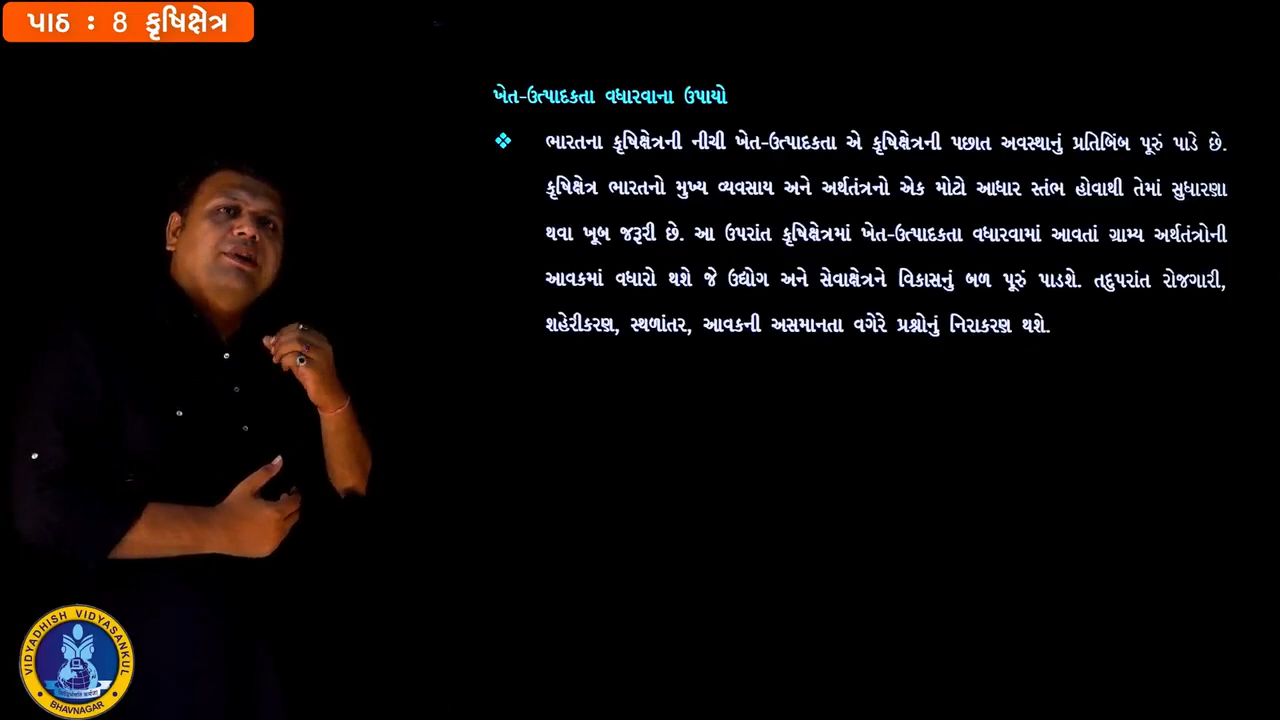 પાઠ : 8 કૃષિક્ષેત્ર
ખેત-ઉત્પાદકતા વધારવાના ઉપાયો
❖ ભારતના કૃષિક્ષેત્રની નીચી ખેત-ઉત્પાદકતા એ કૃષિક્ષેત્રની પછાત અવસ્થાનું પ્રતિબિંબ પૂરું પાડે છે.
કૃષિક્ષેત્ર ભારતનો મુખ્ય વ્યવસાય અને અર્થતંત્રનો એક મોટો આધાર સ્તંભ હોવાથી તેમાં સુધારણા
થવા ખૂબ જરૂરી છે. આ ઉપરાંત કૃષિક્ષેત્રમાં ખેત-ઉત્પાદકતા વધારવામાં આવતાં ગ્રામ્ય અર્થતંત્રોની
આવકમાં વધારો થશે જે ઉદ્યોગ અને સેવાક્ષેત્રને વિકાસનું બળ પૂરું પાડશે. તદુપરાંત રોજગારી,
શહેરીકરણ, સ્થળાંતર, આવકની અસમાનતા વગેરે પ્રશ્નોનું નિરાકરણ થશે.
VIDYADHISH VIDYASANKUL
BHAVNAGAR